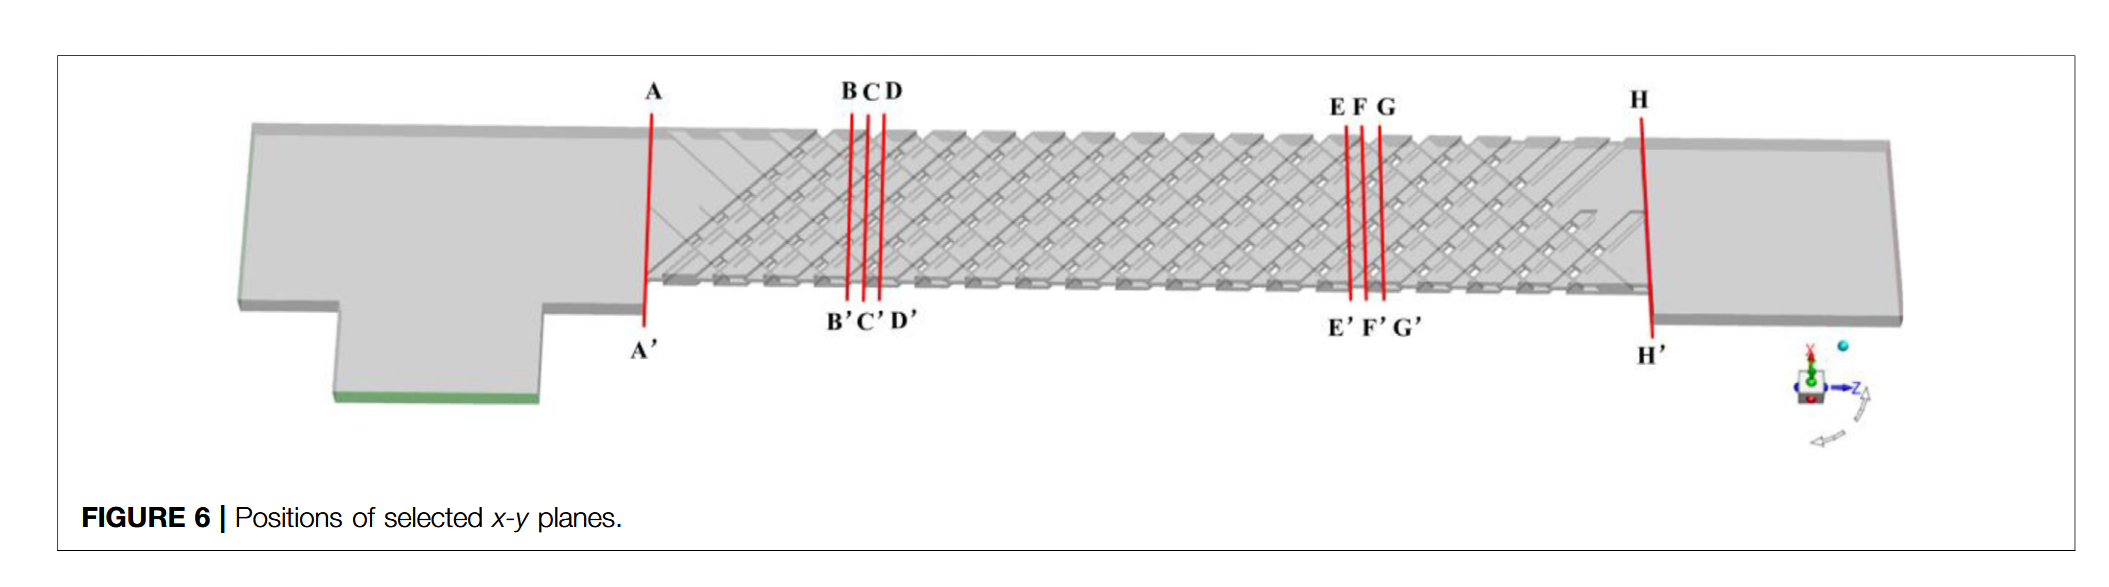 A
B C D
E F G
H
A’
B’ C’ D’
E’ F’ G’
H’
X
Z
FIGURE 6 | Positions of selected x-y planes.